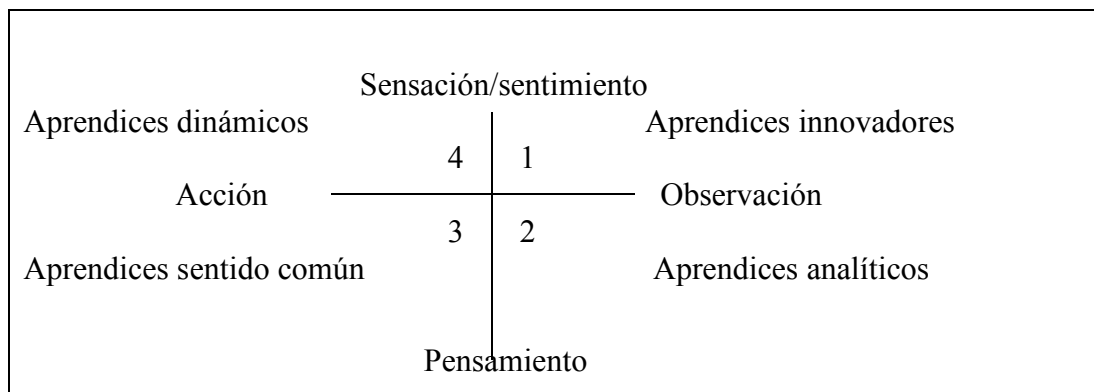 Sensación/sentimiento
Aprendices dinámicos Aprendices innovadores
4 1
Acción Observación
3 2
Aprendices sentido común Aprendices analíticos
Pensamiento